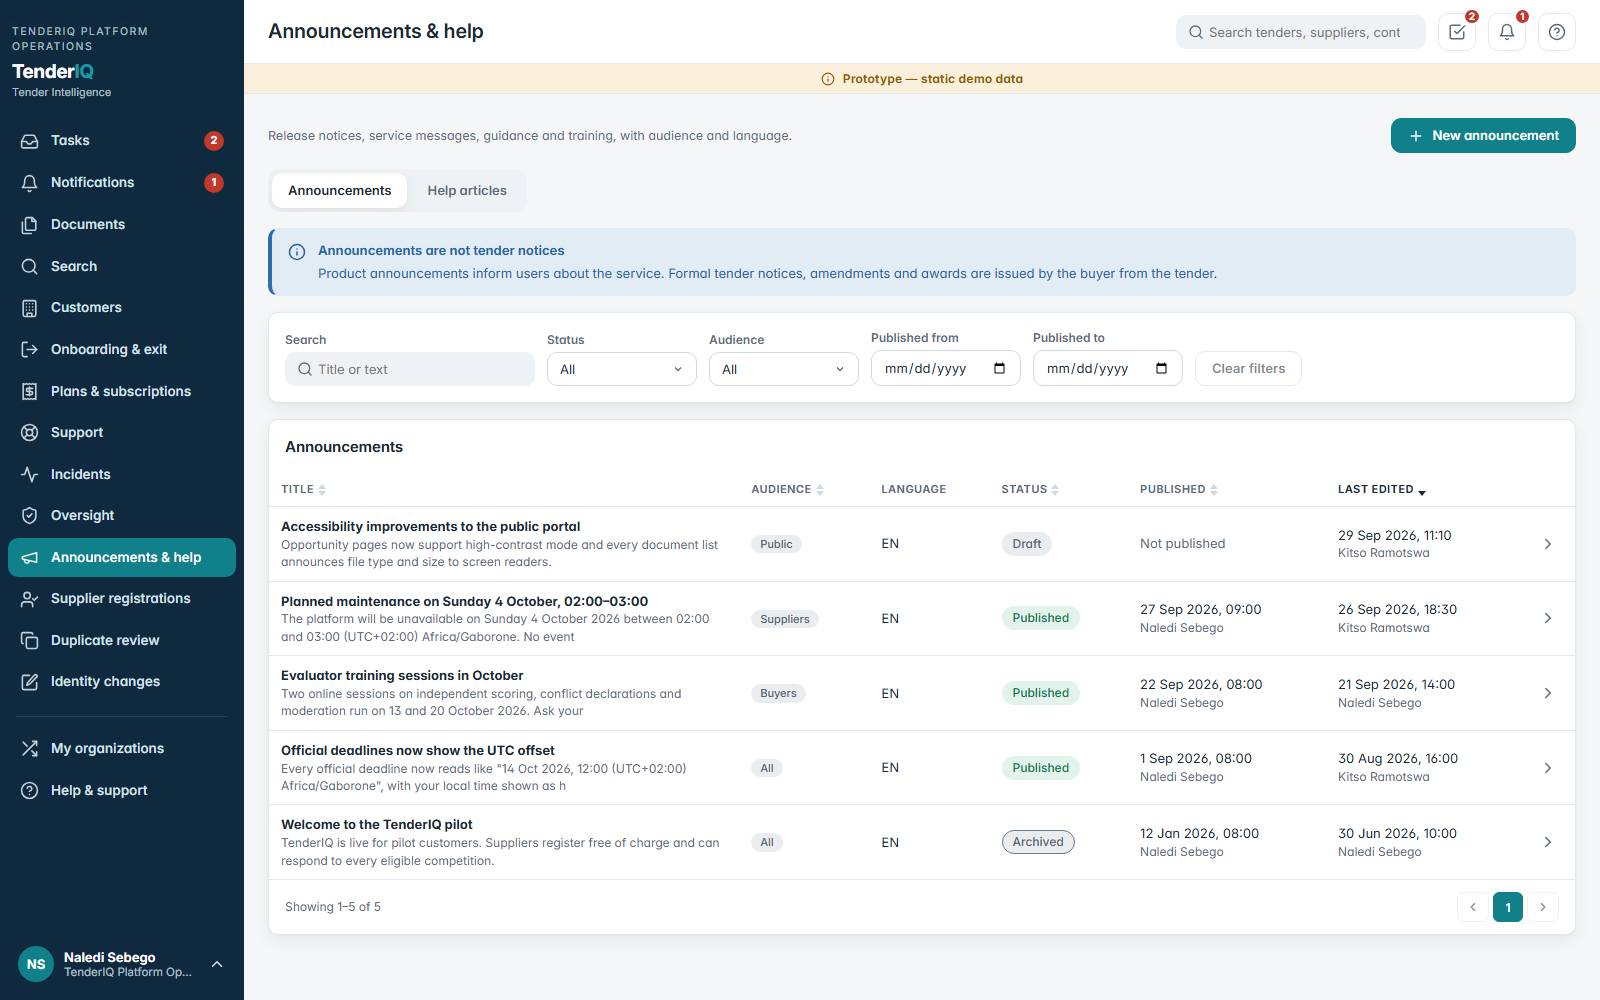 TENDERIQ PLATFORM
OPERATIONS
TenderIQ
Tender Intelligence
Tasks 2
Notifications 1
Documents
Search
Customers
Onboarding & exit
Plans & subscriptions
Support
Incidents
Oversight
Announcements & help
Supplier registrations
Duplicate review
Identity changes
My organizations
Help & support
NS
Naledi Sebego
TenderIQ Platform Op...
Announcements & help
Search tenders, suppliers, cont
2
1
Prototype — static demo data
Release notices, service messages, guidance and training, with audience and language.
New announcement
Announcements Help articles
Announcements are not tender notices
Product announcements inform users about the service. Formal tender notices, amendments and awards are issued by the buyer from the tender.
Search Status Audience Published from Published to
Title or text All All mm/dd/yyyy mm/dd/yyyy Clear filters
Announcements
TITLE AUDIENCE LANGUAGE STATUS PUBLISHED LAST EDITED
Accessibility improvements to the public portal
Opportunity pages now support high-contrast mode and every document list
announces file type and size to screen readers.
Public EN Draft Not published
29 Sep 2026, 11:10
Kitso Ramotswa
Planned maintenance on Sunday 4 October, 02:00–03:00
The platform will be unavailable on Sunday 4 October 2026 between 02:00
and 03:00 (UTC+02:00) Africa/Gaborone. No event
Suppliers EN Published
27 Sep 2026, 09:00
Naledi Sebego
26 Sep 2026, 18:30
Kitso Ramotswa
Evaluator training sessions in October
Two online sessions on independent scoring, conflict declarations and
moderation run on 13 and 20 October 2026. Ask your
Buyers EN Published
22 Sep 2026, 08:00
Naledi Sebego
21 Sep 2026, 14:00
Naledi Sebego
Official deadlines now show the UTC offset
Every official deadline now reads like "14 Oct 2026, 12:00 (UTC+02:00)
Africa/Gaborone", with your local time shown as h
All EN Published
1 Sep 2026, 08:00
Naledi Sebego
30 Aug 2026, 16:00
Kitso Ramotswa
Welcome to the TenderIQ pilot
TenderIQ is live for pilot customers. Suppliers register free of charge and can
respond to every eligible competition.
All EN Archived
12 Jan 2026, 08:00
Naledi Sebego
30 Jun 2026, 10:00
Naledi Sebego
Showing 1–5 of 5
1